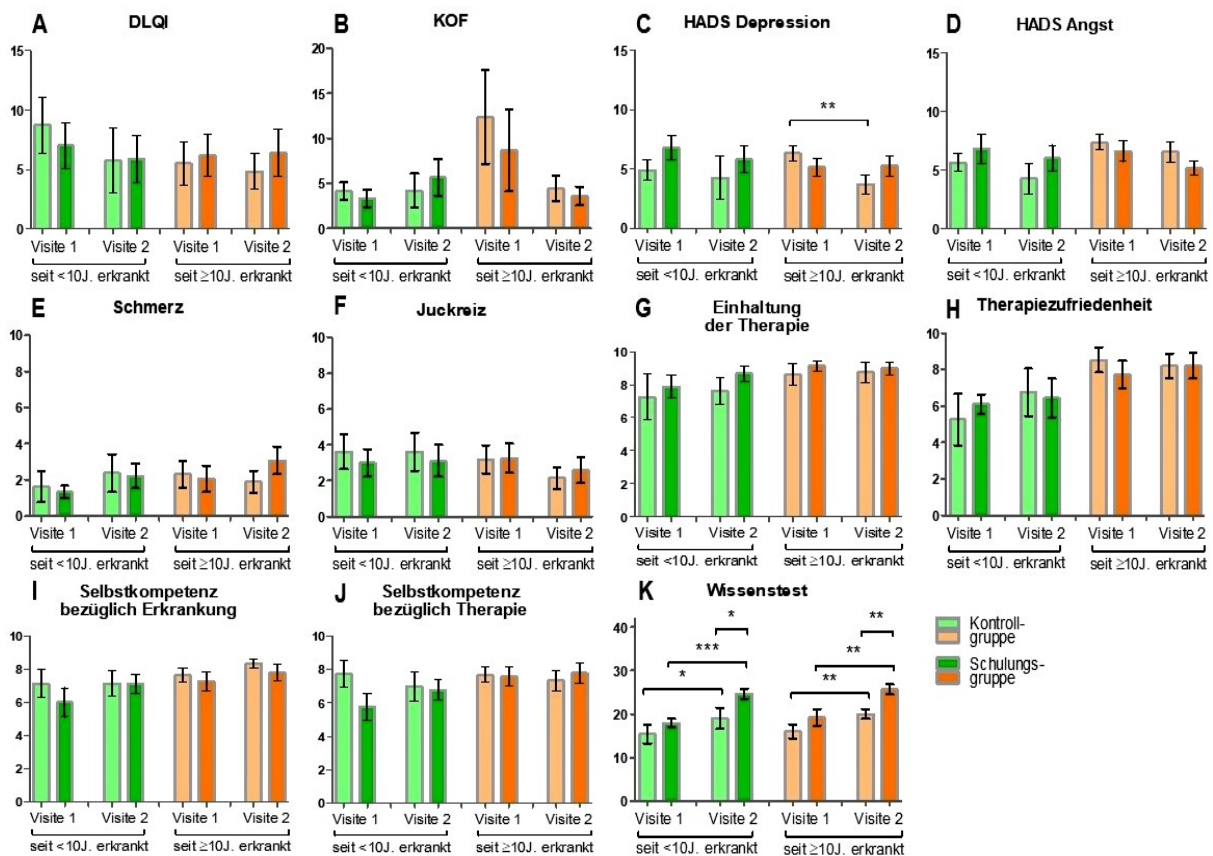 A DLQI
15
10
5
0
Visite 1 Visite 2 Visite 1 Visite 2
seit <10J. erkrankt seit ≥10J. erkrankt
B KOF
20
15
10
5
0
Visite 1 Visite 2 Visite 1 Visite 2
seit <10J. erkrankt seit ≥10J. erkrankt
C HADS Depression
15
10
5
0
**
Visite 1 Visite 2 Visite 1 Visite 2
seit <10J. erkrankt seit ≥10J. erkrankt
D HADS Angst
15
10
5
0
Visite 1 Visite 2 Visite 1 Visite 2
seit <10J. erkrankt seit ≥10J. erkrankt
E Schmerz
10
8
6
4
2
0
Visite 1 Visite 2 Visite 1 Visite 2
seit <10J. erkrankt seit ≥10J. erkrankt
F Juckreiz
10
8
6
4
2
0
Visite 1 Visite 2 Visite 1 Visite 2
seit <10J. erkrankt seit ≥10J. erkrankt
G Einhaltung
der Therapie
10
8
6
4
2
0
Visite 1 Visite 2 Visite 1 Visite 2
seit <10J. erkrankt seit ≥10J. erkrankt
H Therapiezufriedenheit
10
8
6
4
2
0
Visite 1 Visite 2 Visite 1 Visite 2
seit <10J. erkrankt seit ≥10J. erkrankt
I Selbstkompetenz
bezüglich Erkrankung
10
8
6
4
2
0
Visite 1 Visite 2 Visite 1 Visite 2
seit <10J. erkrankt seit ≥10J. erkrankt
J Selbstkompetenz
bezüglich Therapie
10
8
6
4
2
0
Visite 1 Visite 2 Visite 1 Visite 2
seit <10J. erkrankt seit ≥10J. erkrankt
K Wissenstest
40
30
20
10
0
* **
*** **
* **
Visite 1 Visite 2 Visite 1 Visite 2
seit <10J. erkrankt seit ≥10J. erkrankt
Kontroll-
gruppe
Schulungs-
gruppe